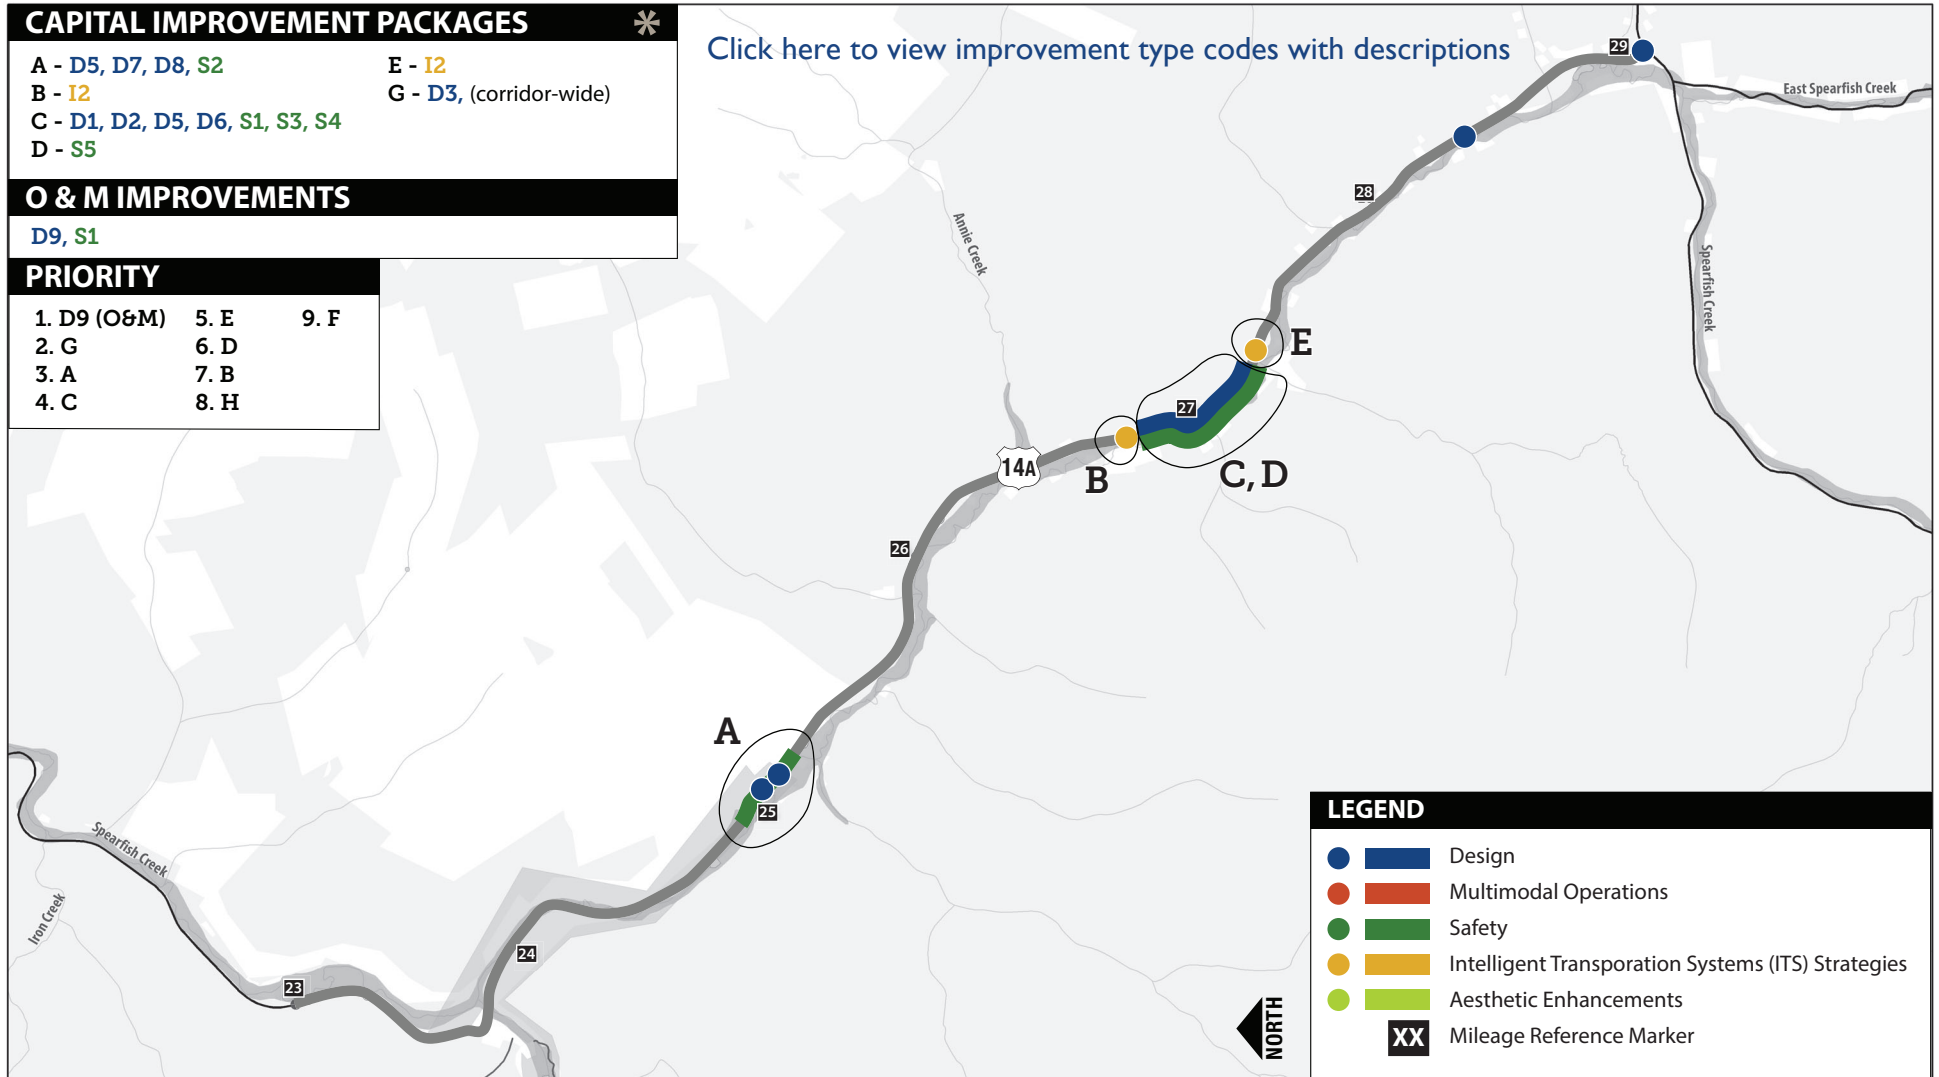 CAPITAL IMPROVEMENT PACKAGES *
A - D5, D7, D8, S2
B - I2
C - D1, D2, D5, D6, S1, S3, S4
D - S5
E - I2
G - D3, (corridor-wide)
O & M IMPROVEMENTS
D9, S1
PRIORITY
1. D9 (O&M)
2. G
3. A
4. C
5. E
6. D
7. B
8. H
9. F
Click here to view improvement type codes with descriptions
29
East Spearfish Creek
28
Annie Creek
Spearfish Creek
E
27
14A
B
C, D
26
A
25
Spearfish Creek
Iron Creek
24
23
NORTH
LEGEND
Design
Multimodal Operations
Safety
Intelligent Transporation Systems (ITS) Strategies
Aesthetic Enhancements
XX Mileage Reference Marker